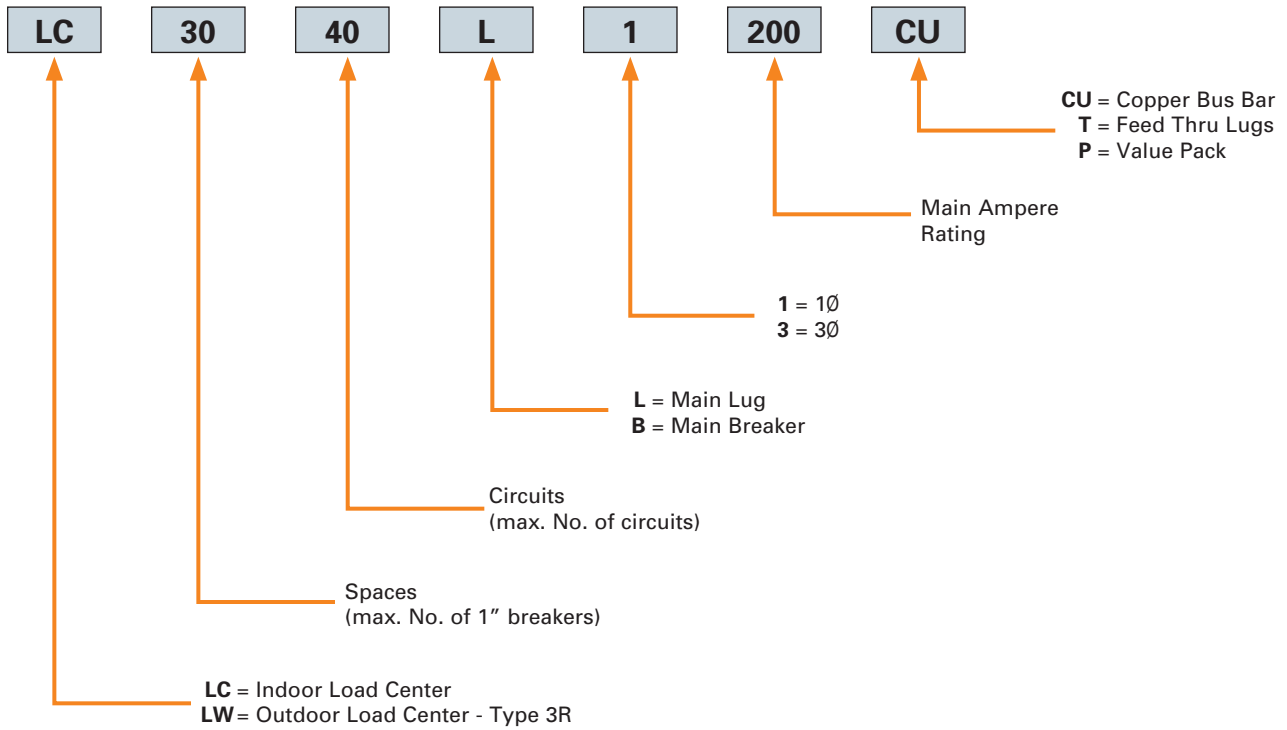 LC 30 40 L 1 200 CU
CU = Copper Bus Bar
T = Feed Thru Lugs
P = Value Pack
Main Ampere
Rating
1 = 1Ø
3 = 3Ø
L = Main Lug
B = Main Breaker
Circuits
(max. No. of circuits)
Spaces
(max. No. of 1” breakers)
LC = Indoor Load Center
LW = Outdoor Load Center - Type 3R